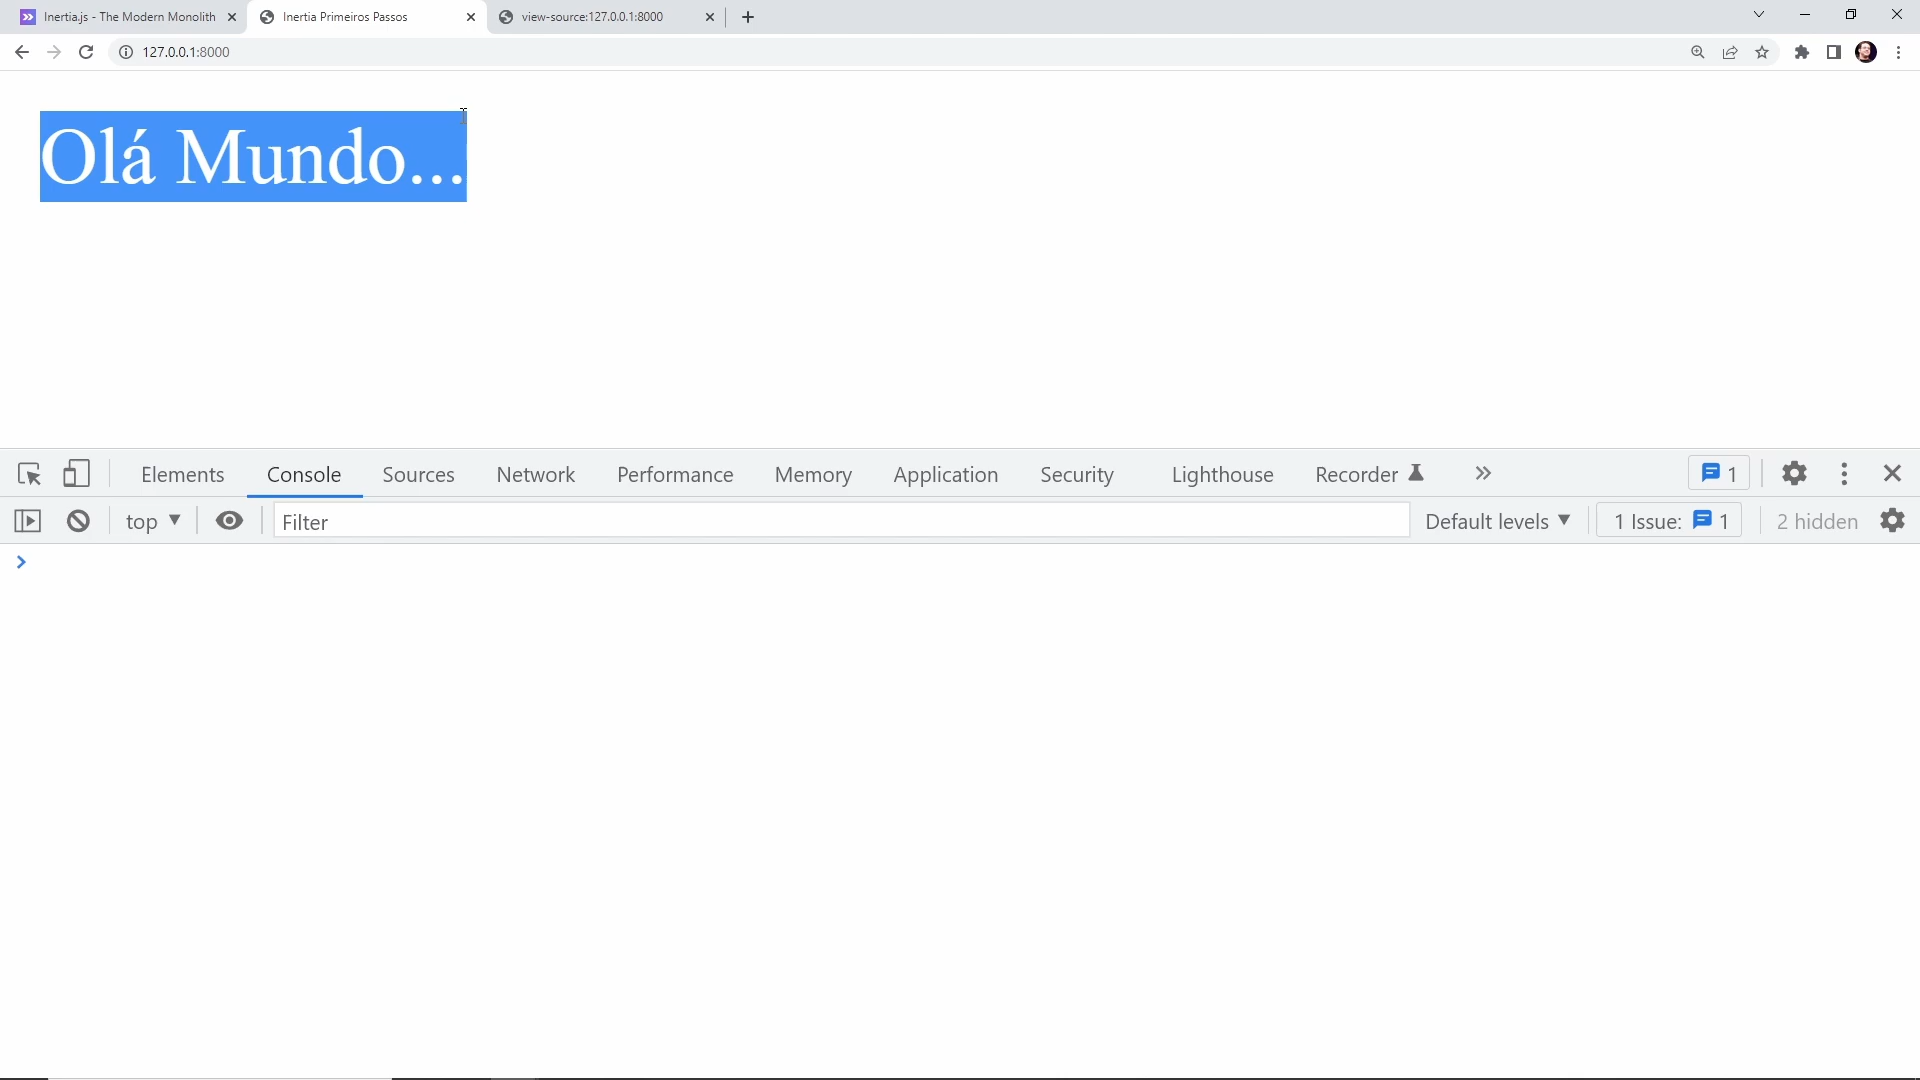 Inertia.js - The Modern Monolith
Inertia Primeiros Passos
view-source:127.0.0.1:8000
127.0.0.1:8000
Olá Mundo...
Elements Console Sources Network Performance Memory Application Security Lighthouse Recorder 1
top Filter Default levels 1 Issue: 1 2 hidden